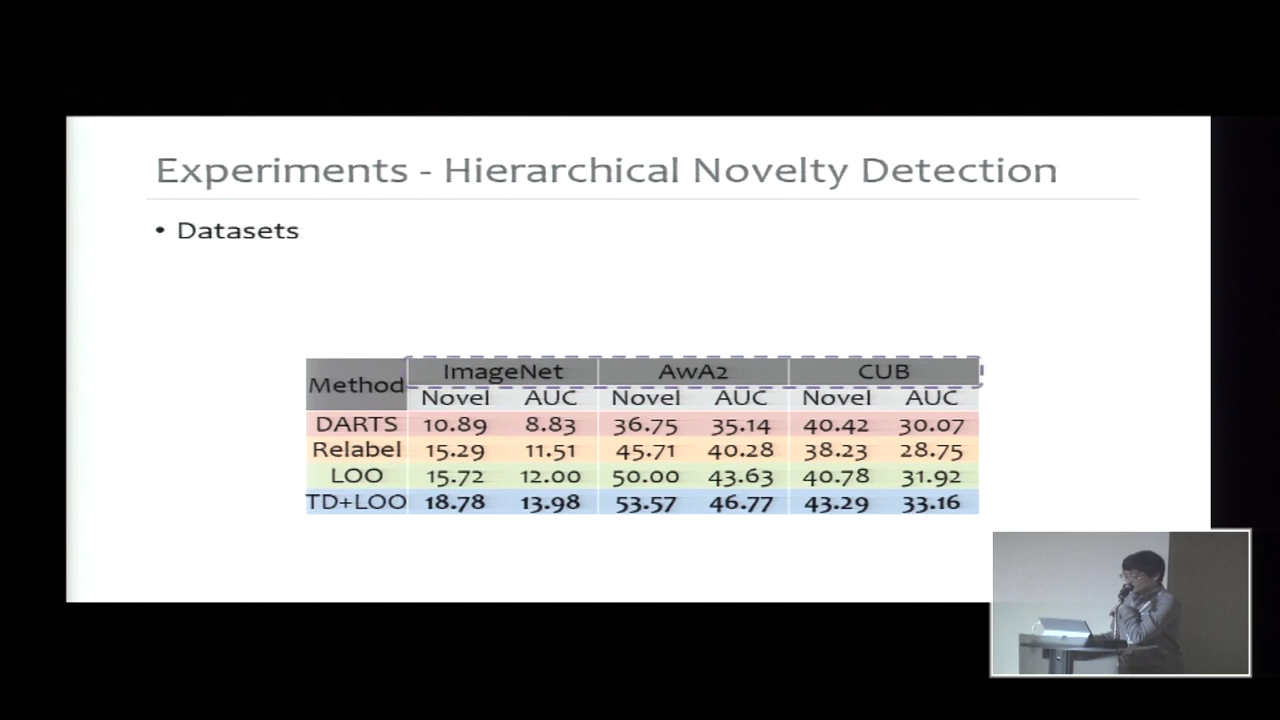 Experiments - Hierarchical Novelty Detection
• Datasets
Method ImageNet AwA2 CUB
Novel AUC Novel AUC Novel AUC
DARTS 10.89 8.83 36.75 35.14 40.42 30.07
Relabel 15.29 11.51 45.71 40.28 38.23 28.75
LOO 15.72 12.00 50.00 43.63 40.78 31.92
TD+LOO 18.78 13.98 53.57 46.77 43.29 33.16